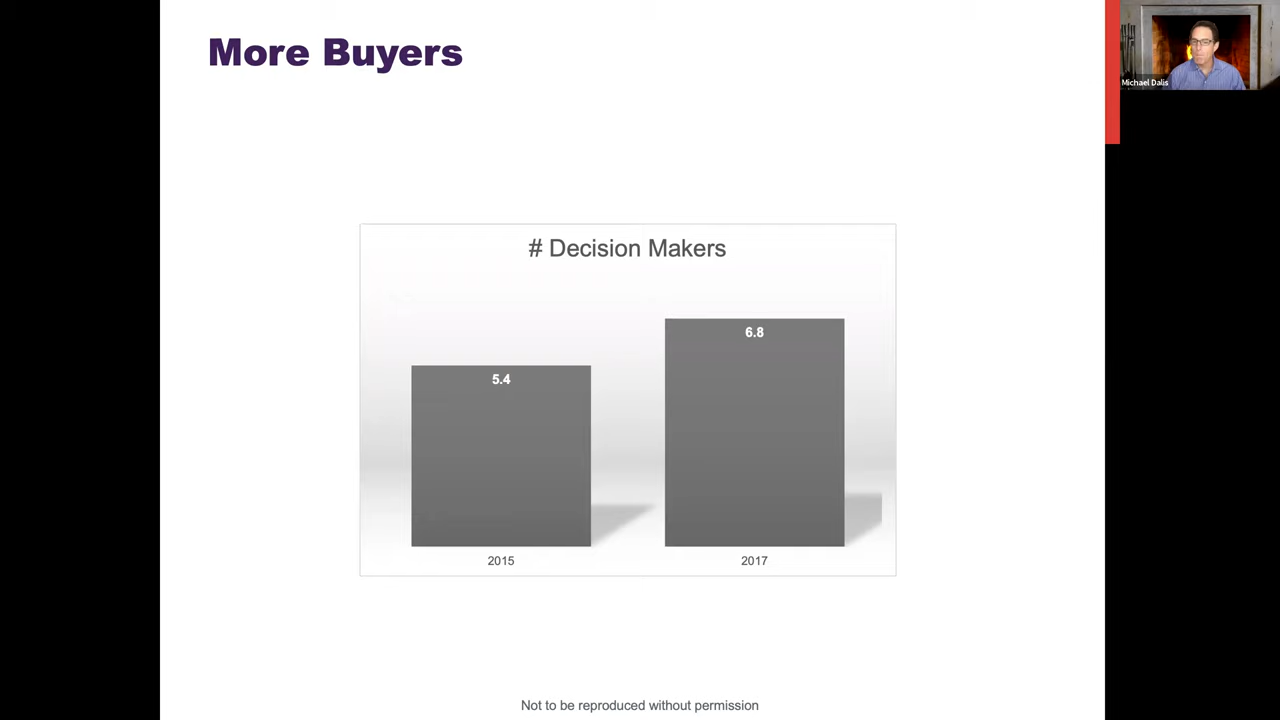 More Buyers
Michael Dalis
# Decision Makers
5.4
6.8
2015
2017
Not to be reproduced without permission